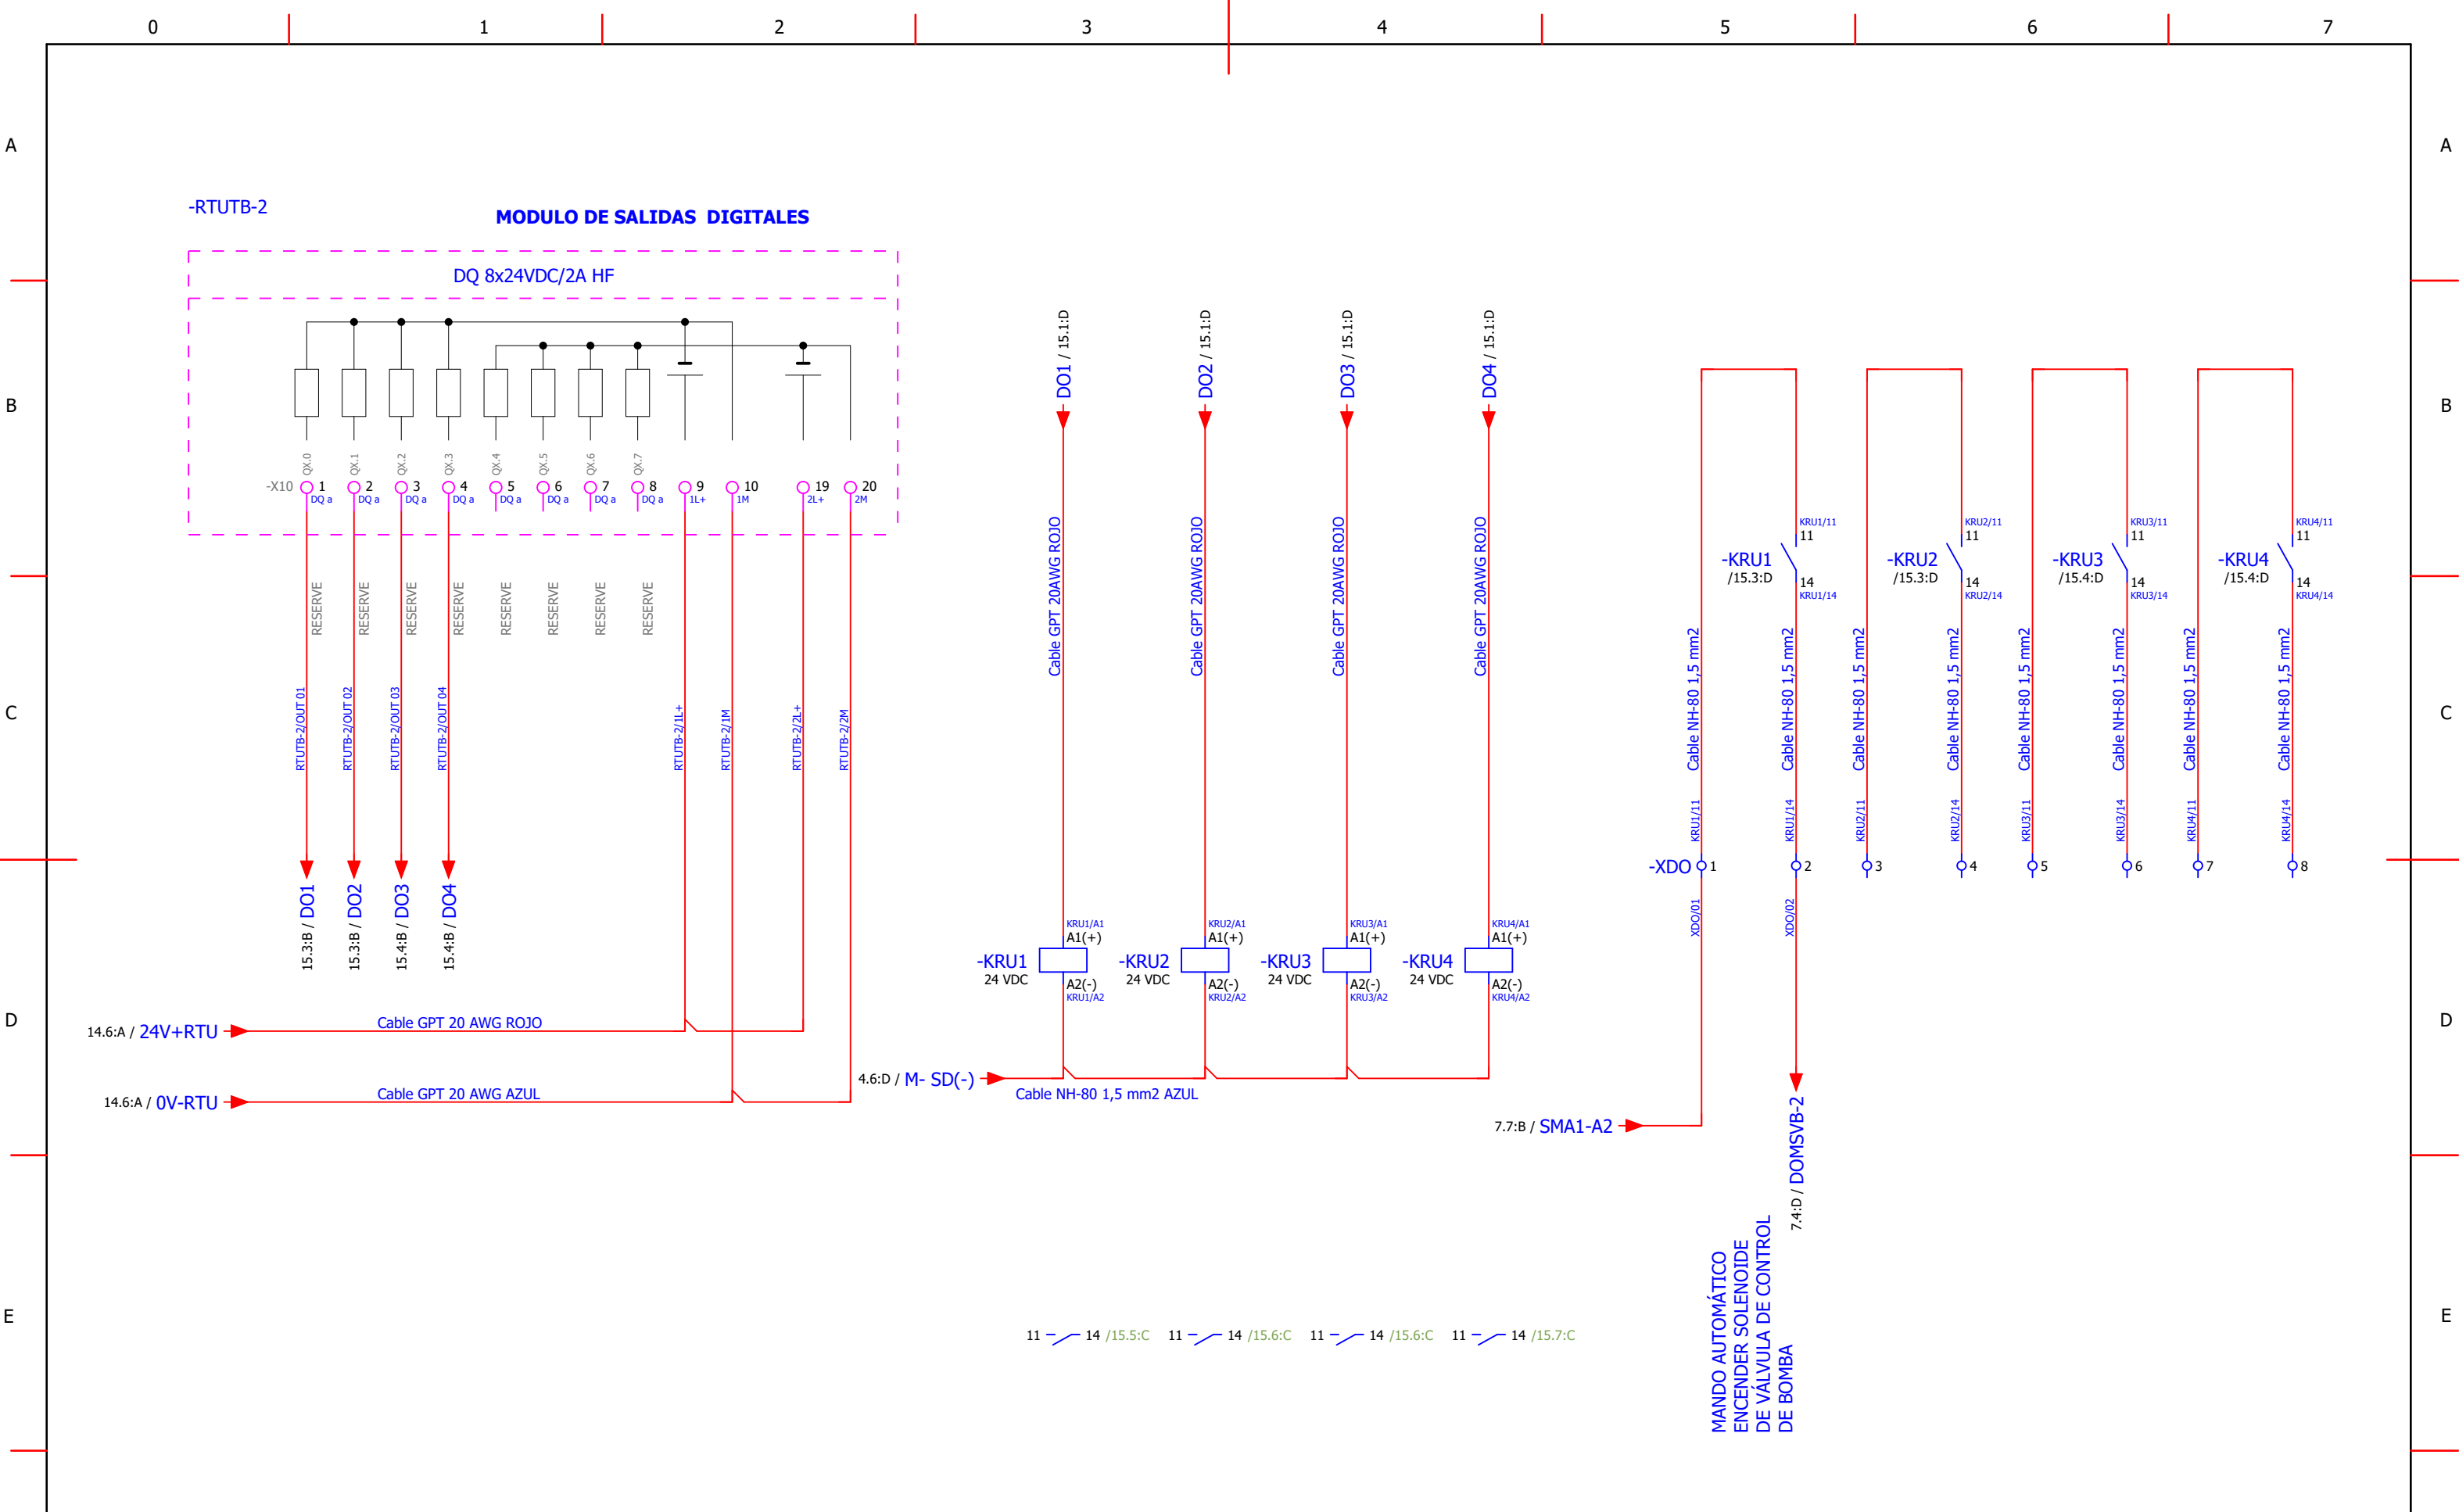 0 1 2 3 4 5 6 7
A A
-RTUTB-2
MODULO DE SALIDAS DIGITALES
DQ 8x24VDC/2A HF
B B
QX.0 QX.1 QX.2 QX.3 QX.4 QX.5 QX.6 QX.7
-X10 1 2 3 4 5 6 7 8 9 10 19 20
DQ a DQ a DQ a DQ a DQ a DQ a DQ a DQ a 1L+ 1M 2L+ 2M
RESERVE RESERVE RESERVE RESERVE RESERVE RESERVE RESERVE RESERVE
C C
RTUTB-2/OUT 01
RTUTB-2/OUT 02
RTUTB-2/OUT 03
RTUTB-2/OUT 04
RTUTB-2/1L+
RTUTB-2/1M
RTUTB-2/2L+
RTUTB-2/2M
15.3:B / DO1
15.3:B / DO2
15.4:B / DO3
15.4:B / DO4
D D
14.6:A / 24V+RTU
Cable GPT 20 AWG ROJO
14.6:A / 0V-RTU
Cable GPT 20 AWG AZUL
DO1 / 15.1:D
DO2 / 15.1:D
DO3 / 15.1:D
DO4 / 15.1:D
Cable GPT 20AWG ROJO
Cable GPT 20AWG ROJO
Cable GPT 20AWG ROJO
Cable GPT 20AWG ROJO
KRU1/A1 KRU2/A1 KRU3/A1 KRU4/A1
A1(+) A1(+) A1(+) A1(+)
-KRU1 -KRU2 -KRU3 -KRU4
24 VDC 24 VDC 24 VDC 24 VDC
A2(-) A2(-) A2(-) A2(-)
KRU1/A2 KRU2/A2 KRU3/A2 KRU4/A2
4.6:D / M- SD(-)
Cable NH-80 1,5 mm2 AZUL
KRU1/11 KRU2/11 KRU3/11 KRU4/11
11 11 11 11
-KRU1 -KRU2 -KRU3 -KRU4
/15.3:D /15.3:D /15.4:D /15.4:D
14 14 14 14
KRU1/14 KRU2/14 KRU3/14 KRU4/14
Cable NH-80 1,5 mm2
Cable NH-80 1,5 mm2
Cable NH-80 1,5 mm2
Cable NH-80 1,5 mm2
Cable NH-80 1,5 mm2
Cable NH-80 1,5 mm2
Cable NH-80 1,5 mm2
Cable NH-80 1,5 mm2
KRU1/11
KRU1/14
KRU2/11
KRU2/14
KRU3/11
KRU3/14
KRU4/11
KRU4/14
-XDO 1 2 3 4 5 6 7 8
XDO/01
XDO/02
7.7:B / SMA1-A2
7.4:D / DOMSVB-2
MANDO AUTOMÁTICO
ENCENDER SOLENOIDE
DE VÁLVULA DE CONTROL
DE BOMBA
E E
11 14 /15.5:C 11 14 /15.6:C 11 14 /15.6:C 11 14 /15.7:C